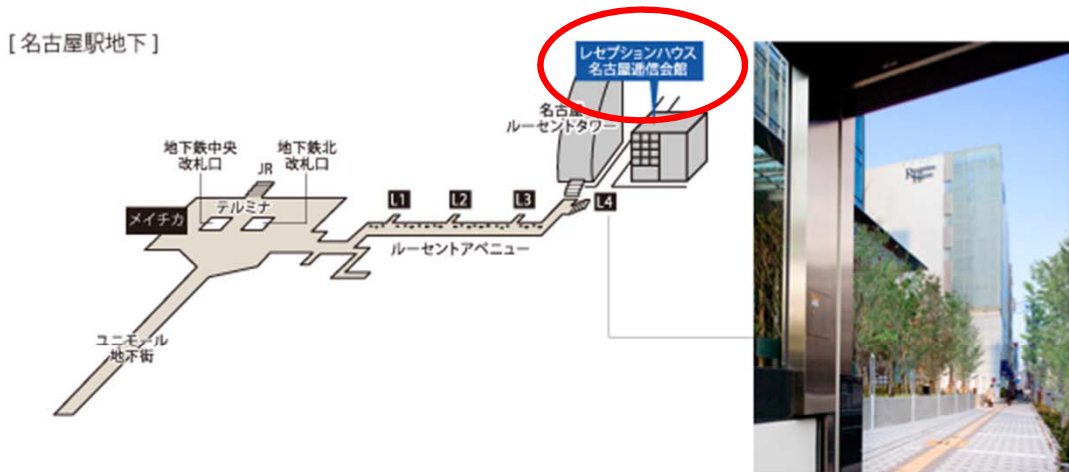 [ 名古屋駅地下 ]
レセプションハウス
名古屋逓信会館
名古屋
ルーセントタワー
地下鉄中央
改札口
地下鉄北
改札口
JR
テルミナ
メイチカ
L1
L2
L3
L4
ルーセントアベニュー
ユニモール
地下街
Reception
House